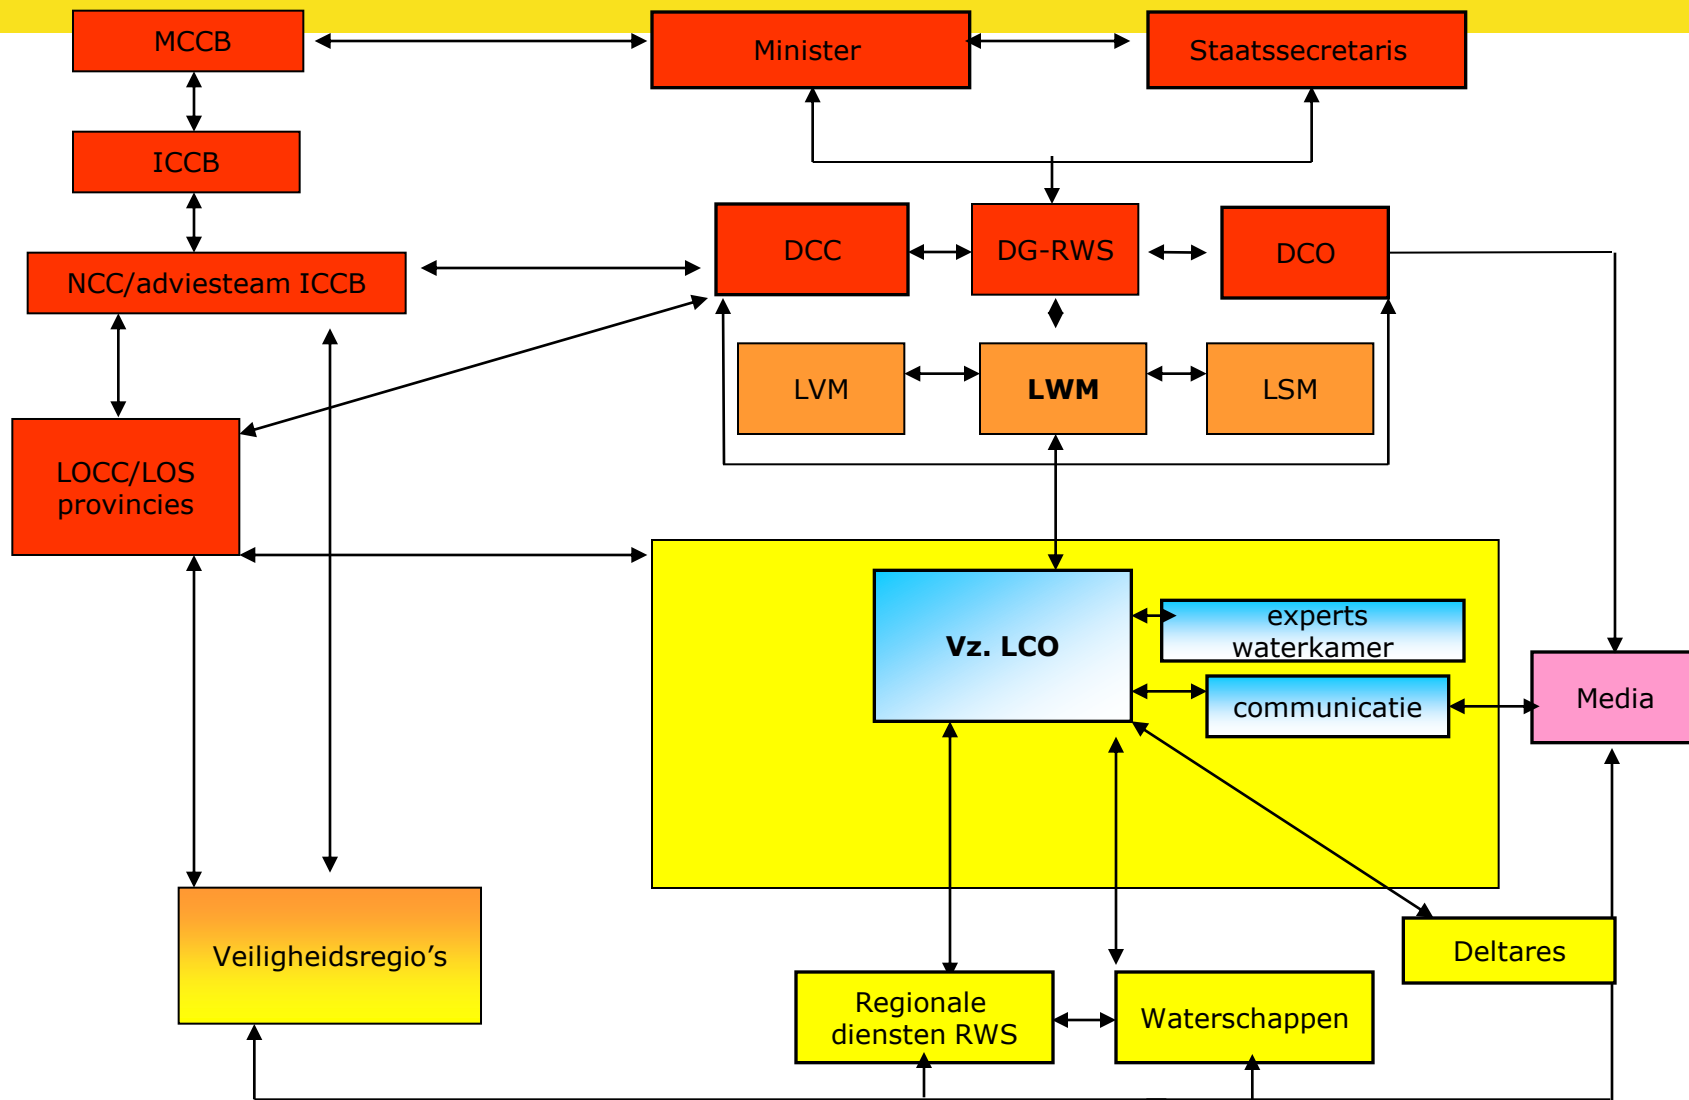 MCCB
Minister
Staatssecretaris
ICCB
DCC
DG-RWS
DCO
NCC/adviesteam ICCB
LVM
LWM
LSM
LOCC/LOS
provincies
Vz. LCO
experts
waterkamer
communicatie
Media
Veiligheidsregio’s
Deltares
Regionale
diensten RWS
Waterschappen